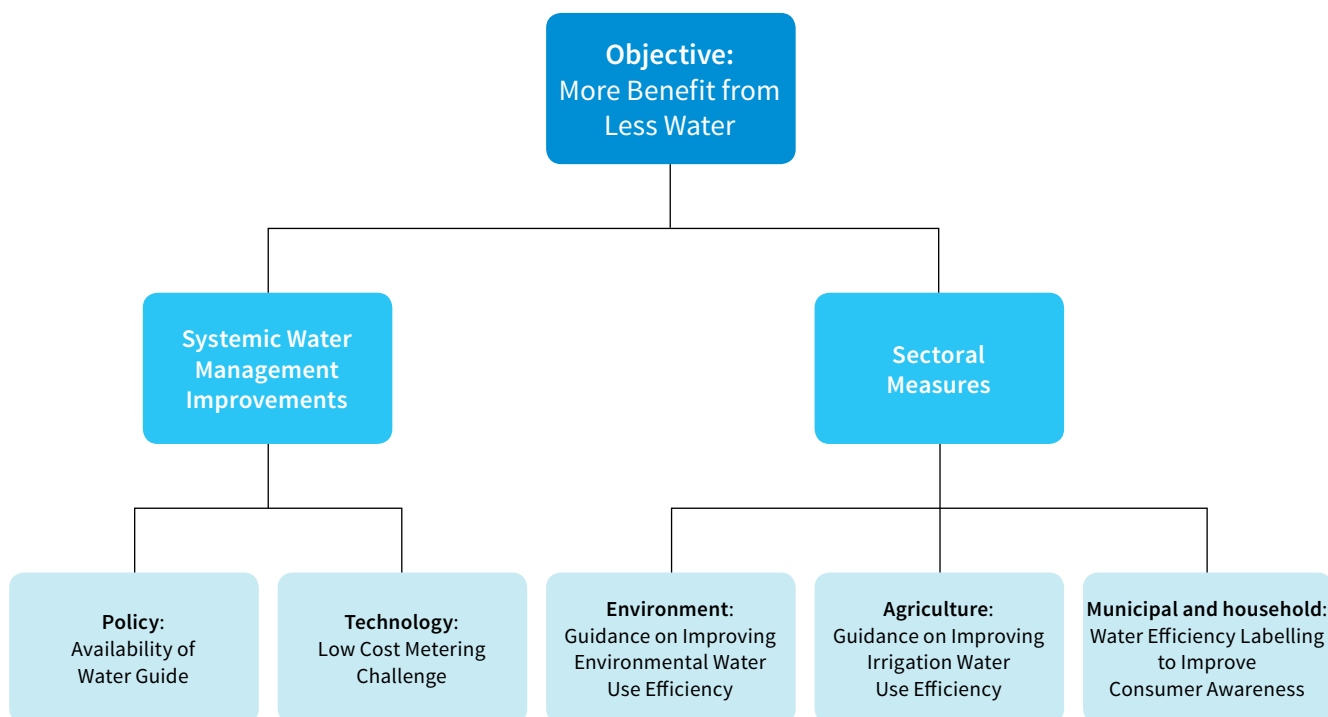 Objective:
More Benefit from
Less Water
Systemic Water
Management
Improvements
Sectoral
Measures
Policy:
Availability of
Water Guide
Technology:
Low Cost Metering
Challenge
Environment:
Guidance on Improving
Environmental Water
Use Efficiency
Agriculture:
Guidance on Improving
Irrigation Water
Use Efficiency
Municipal and household:
Water Efficiency Labelling
to Improve
Consumer Awareness